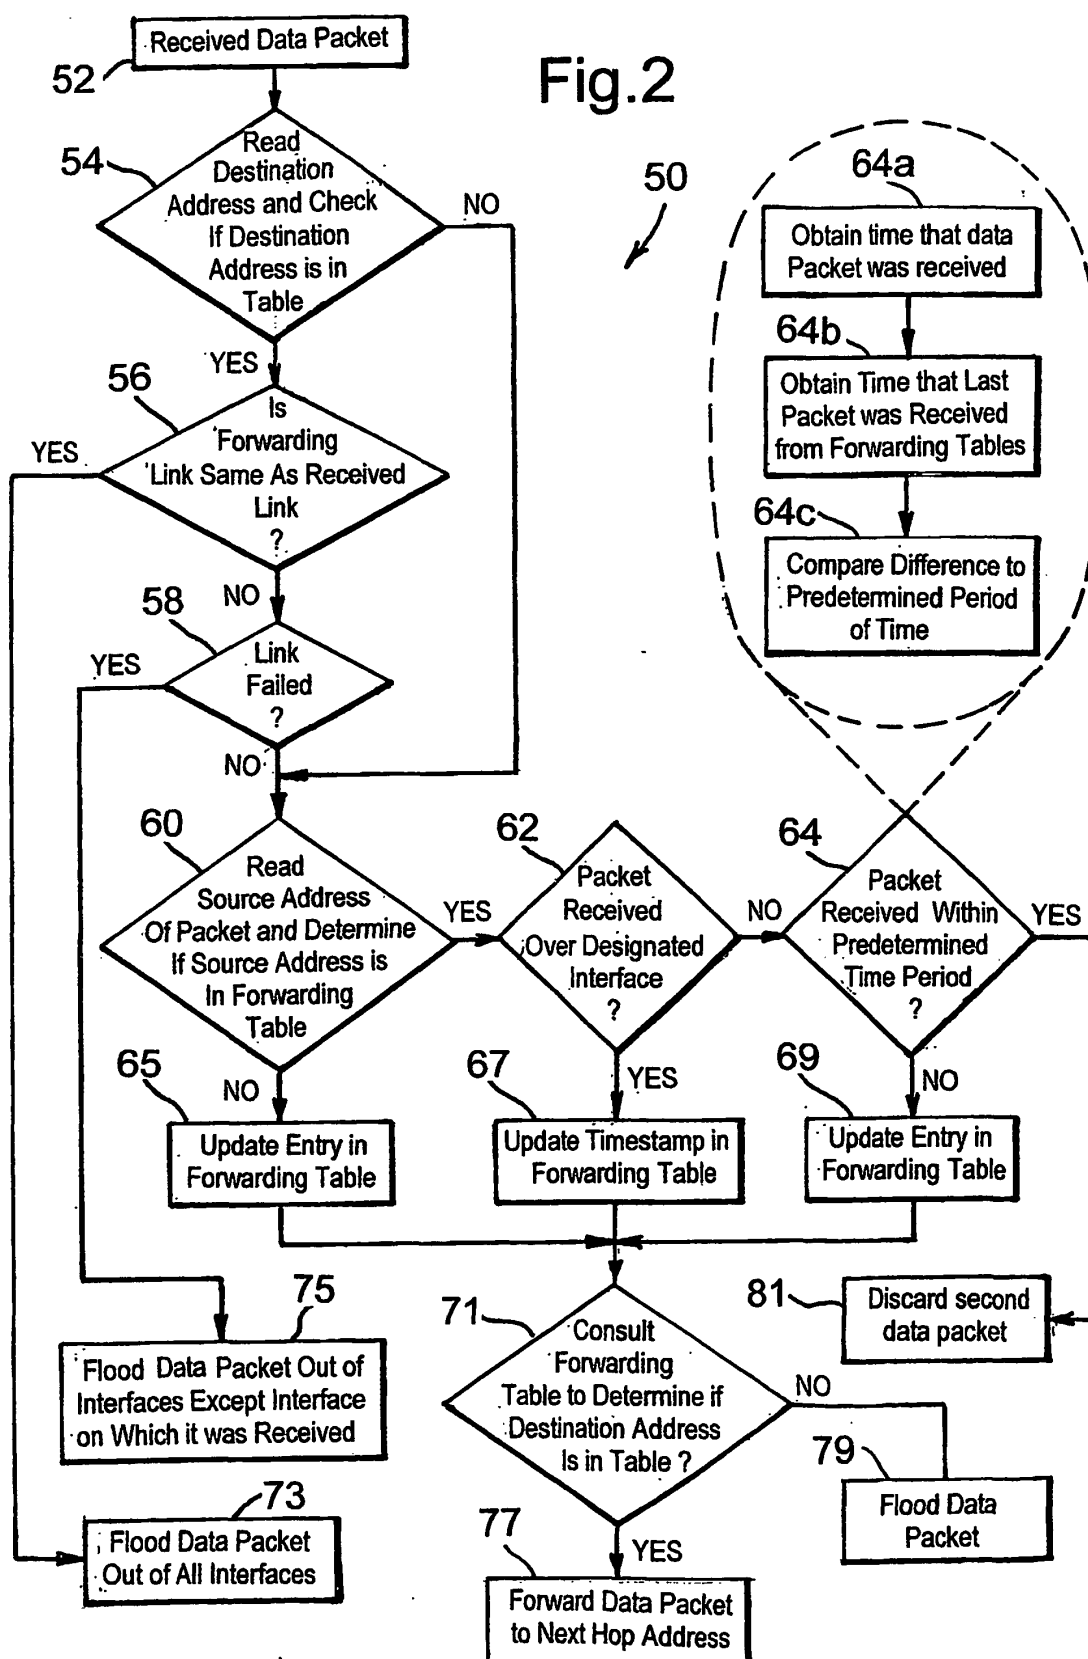 Fig.2
50
Received Data Packet
52
54
Read
Destination
Address and Check
If Destination
Address is in
Table
NO
YES
56
Is
Forwarding
Link Same As Received
Link
?
YES
NO
58
Link
Failed
?
YES
NO
60
Read
Source Address
Of Packet and Determine
If Source Address is
In Forwarding
Table
YES
NO
62
Packet
Received
Over Designated
Interface
?
NO
YES
64
Packet
Received Within
Predetermined
Time Period
?
YES
NO
64a
Obtain time that data
Packet was received
64b
Obtain Time that Last
Packet was Received
from Forwarding Tables
64c
Compare Difference to
Predetermined Period
of Time
65
Update Entry in
Forwarding Table
67
Update Timestamp in
Forwarding Table
69
Update Entry in
Forwarding Table
71
Consult
Forwarding
Table to Determine if
Destination Address
Is in Table ?
NO
YES
75
Flood Data Packet Out of
Interfaces Except Interface
on Which it was Received
73
Flood Data Packet
Out of All Interfaces
77
Forward Data Packet
to Next Hop Address
79
Flood Data
Packet
81
Discard second
data packet